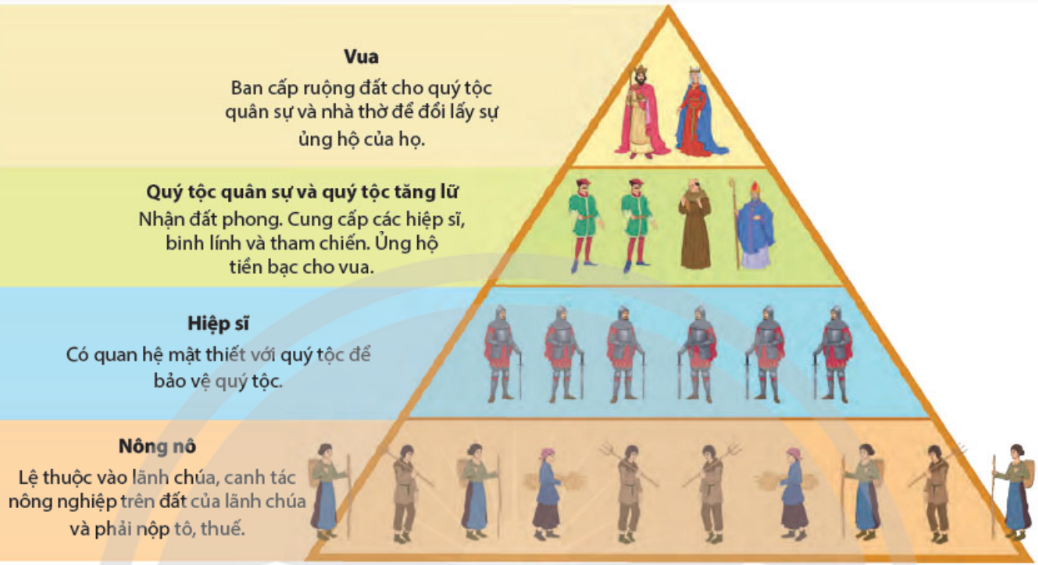 Vua
Ban cấp ruộng đất cho quý tộc
quân sự và nhà thờ để đổi lấy sự
ủng hộ của họ.
Quý tộc quân sự và quý tộc tăng lữ
Nhận đất phong. Cung cấp các hiệp sĩ,
binh lính và tham chiến. Ủng hộ
tiền bạc cho vua.
Hiệp sĩ
Có quan hệ mật thiết với quý tộc để
bảo vệ quý tộc.
Nông nô
Lệ thuộc vào lãnh chúa, canh tác
nông nghiệp trên đất của lãnh chúa
và phải nộp tô, thuế.